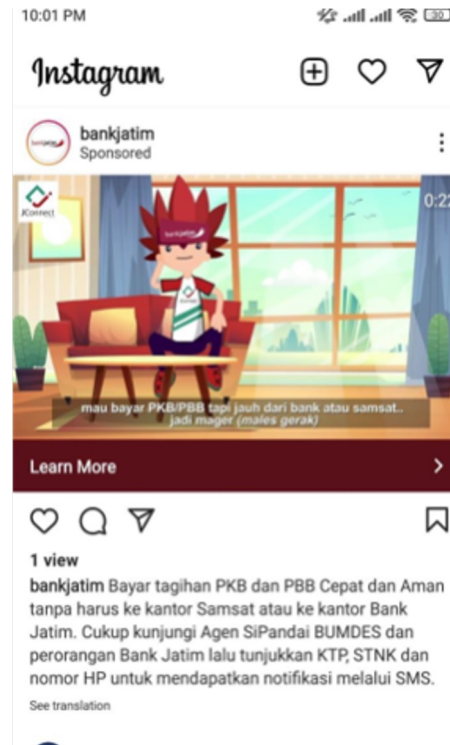 10:01 PM
30
Instagram
bankjatim
Sponsored
JConnect
0:22
bankjatim
mau bayar PKB/PBB tapi jauh dari bank atau samsat..
jadi mager (males gerak)
Learn More
1 view
bankjatim Bayar tagihan PKB dan PBB Cepat dan Aman
tanpa harus ke kantor Samsat atau ke kantor Bank
Jatim. Cukup kunjungi Agen SiPandai BUMDES dan
perorangan Bank Jatim lalu tunjukkan KTP, STNK dan
nomor HP untuk mendapatkan notifikasi melalui SMS.
See translation